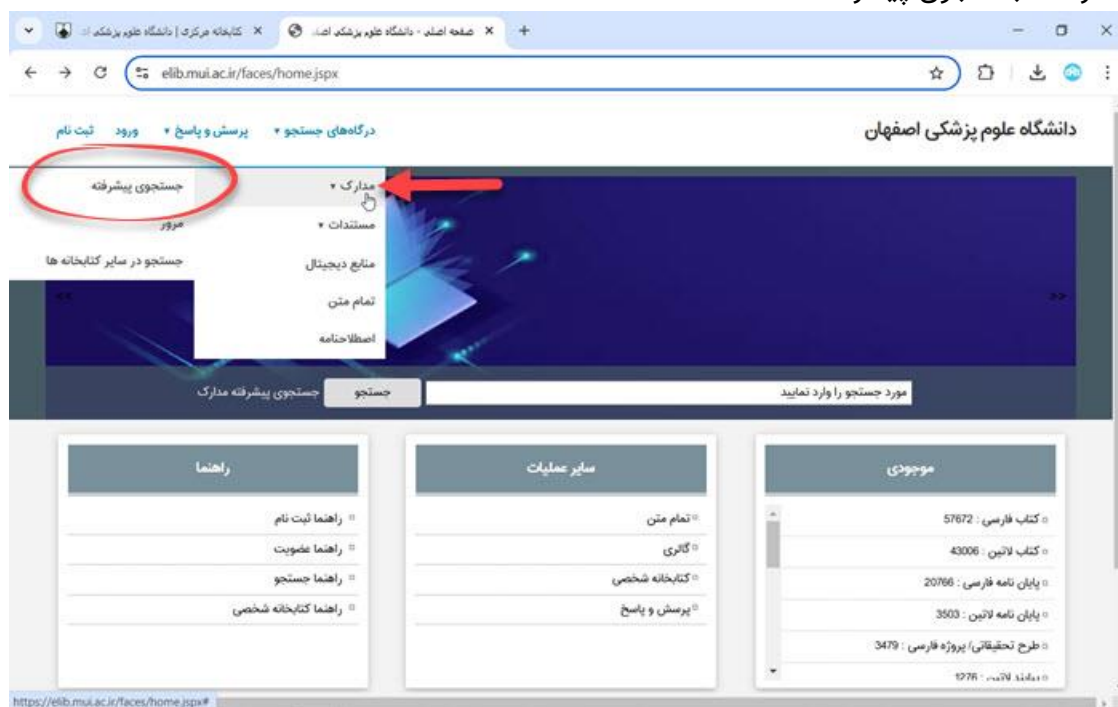 صفحه اصلی - دانشگاه علوم پزشکی اصف
کتابخانه مرکزی | دانشگاه علوم پزشکی
elib.mui.ac.ir/faces/home.jspx
دانشگاه علوم پزشکی اصفهان
درگاه‌های جستجو ▾ پرسش و پاسخ ▾ ورود ثبت نام
مدارک ▾
مستندات ▾
منابع دیجیتال
تمام متن
اصطلاحنامه
جستجوی پیشرفته
مرور
جستجو در سایر کتابخانه ها
<< >>
مورد جستجو را وارد نمایید جستجو جستجوی پیشرفته مدارک
موجودی
کتاب فارسی : 57672
کتاب لاتین : 43006
پایان نامه فارسی : 20766
پایان نامه لاتین : 3503
طرح تحقیقاتی/ پروژه فارسی : 3479
لاتین : 1276
سایر عملیات
تمام متن
گالری
کتابخانه شخصی
پرسش و پاسخ
راهنما
راهنما ثبت نام
راهنما عضویت
راهنما جستجو
راهنما کتابخانه شخصی
https://elib.mui.ac.ir/faces/home.jspx#